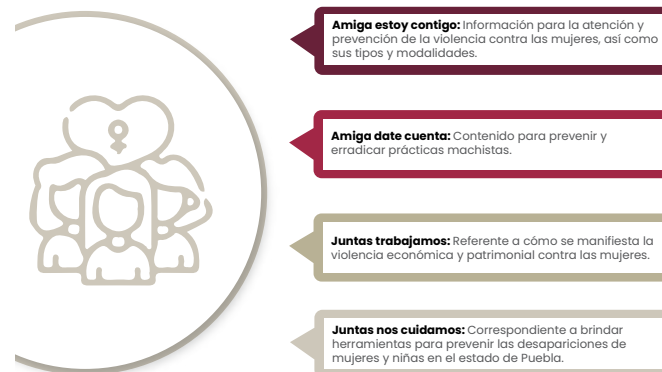 Amiga estoy contigo: Información para la atención y
prevención de la violencia contra las mujeres, así como
sus tipos y modalidades.
Amiga date cuenta: Contenido para prevenir y
erradicar prácticas machistas.
Juntas trabajamos: Referente a cómo se manifiesta la
violencia económica y patrimonial contra las mujeres.
Juntas nos cuidamos: Correspondiente a brindar
herramientas para prevenir las desapariciones de
mujeres y niñas en el estado de Puebla.